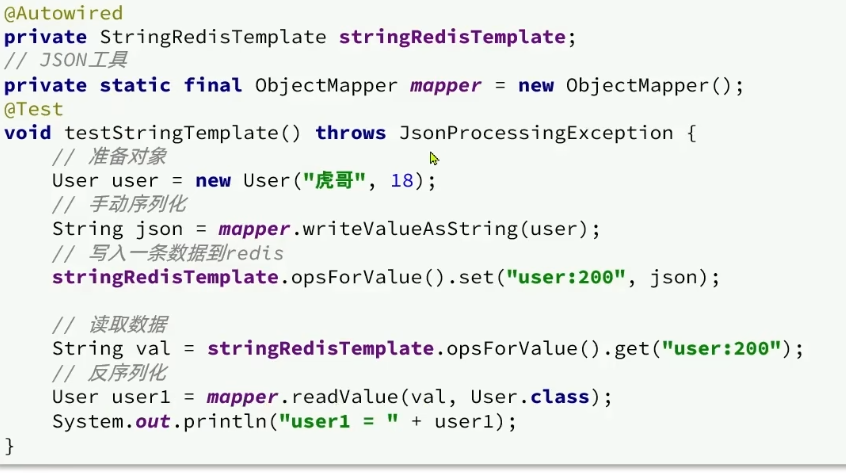 @Autowired
private StringRedisTemplate stringRedisTemplate;
// JSON工具
private static final ObjectMapper mapper = new ObjectMapper();
@Test
void testStringTemplate() throws JsonProcessingException {
    // 准备对象
    User user = new User("虎哥", 18);
    // 手动序列化
    String json = mapper.writeValueAsString(user);
    // 写入一条数据到redis
    stringRedisTemplate.opsForValue().set("user:200", json);

    // 读取数据
    String val = stringRedisTemplate.opsForValue().get("user:200");
    // 反序列化
    User user1 = mapper.readValue(val, User.class);
    System.out.println("user1 = " + user1);
}